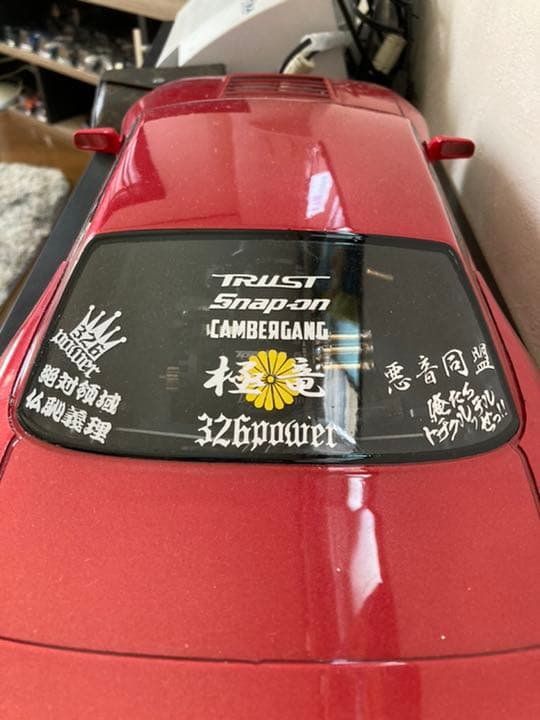 TRUST
Snap-on
CAMBERGANG
極竜
326power
326
power
絶対領域
仏恥義理
悪音同盟
俺たち